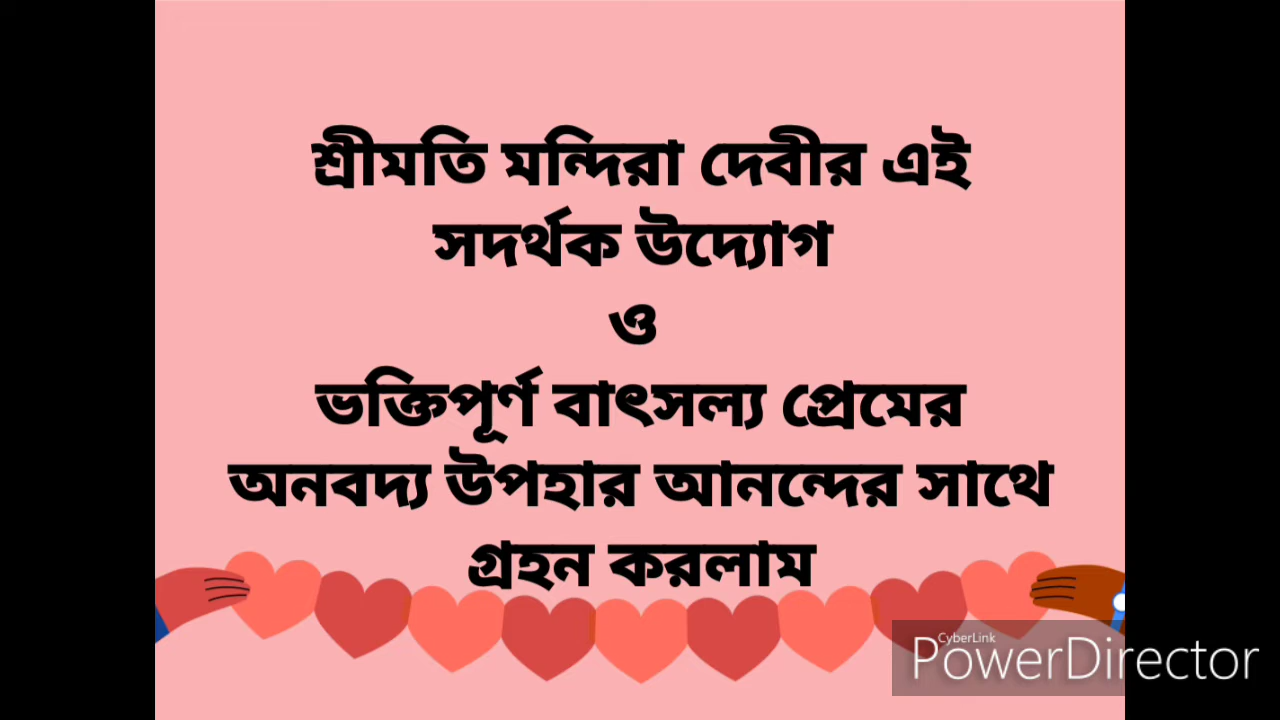 শ্রীমতি মন্দিরা দেবীর এই
সদর্থক উদ্যোগ
ও
ভক্তিপূর্ণ বাৎসল্য প্রেমের
অনবদ্য উপহার আনন্দের সাথে
গ্রহন করলাম
CyberLink
PowerDirector